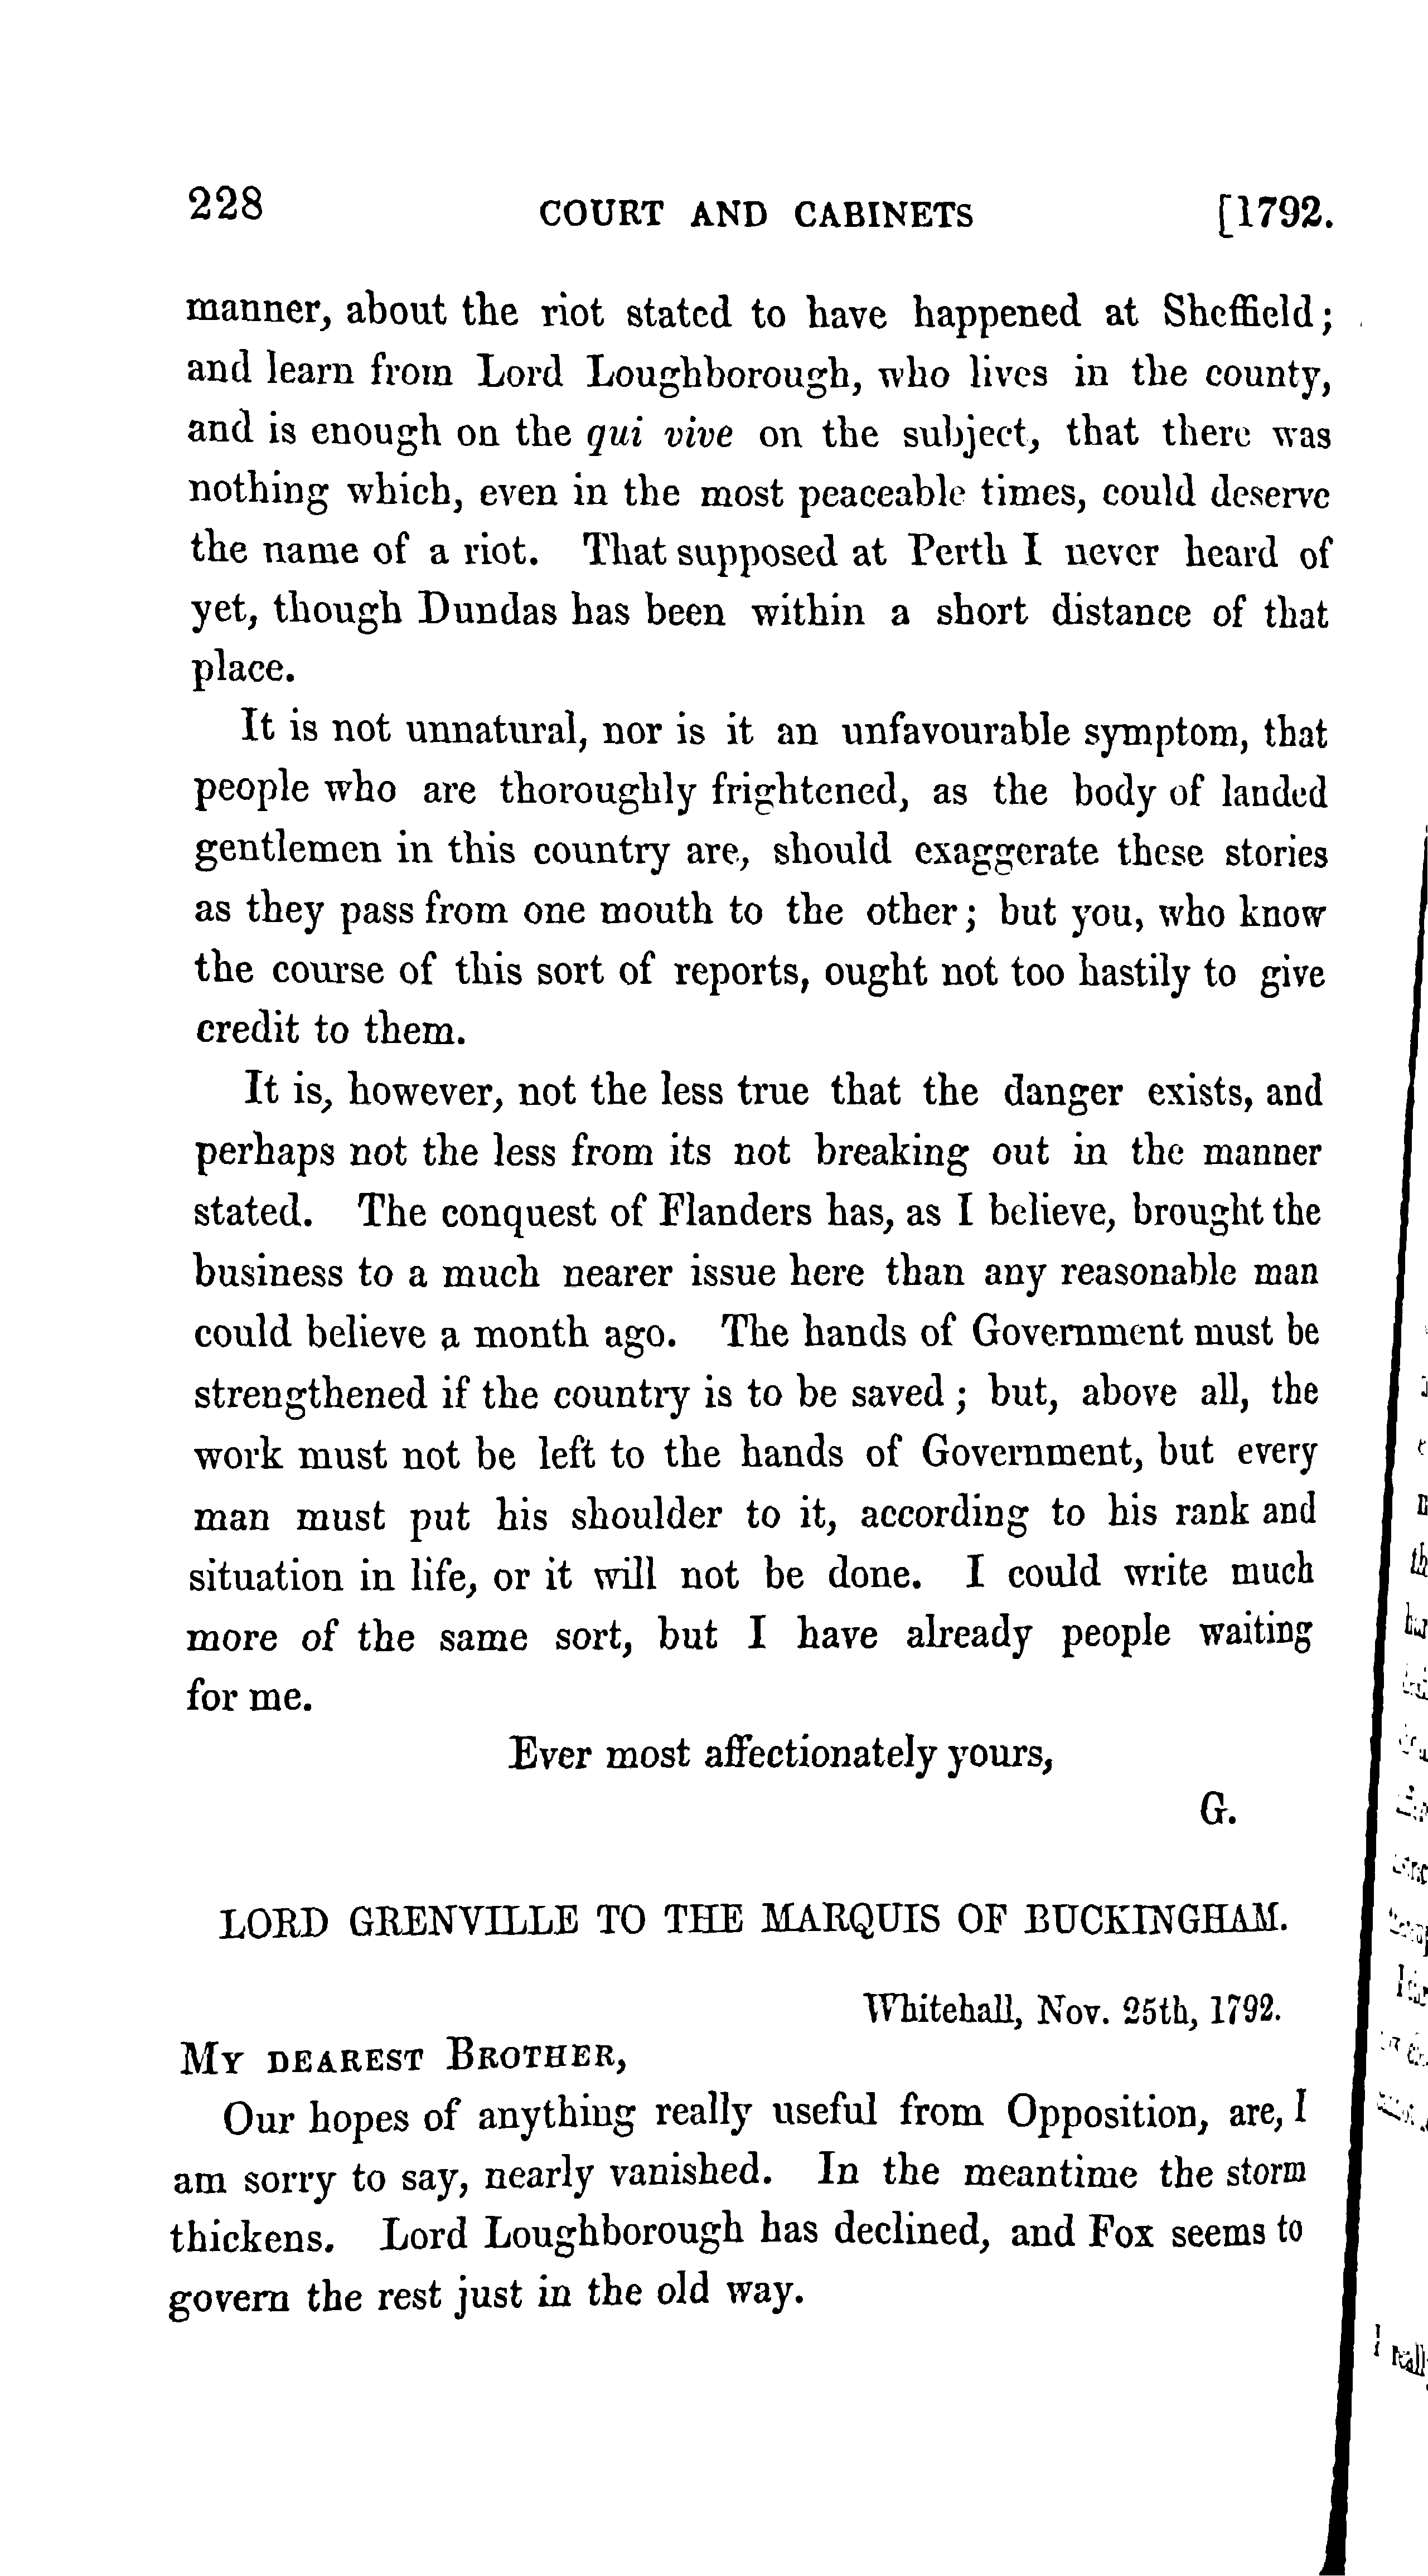 228 COURT AND CABINETS [1792.
manner, about the riot stated to have happened at Sheffield;
and learn from Lord Loughborough, who lives in the county,
and is enough on the qui vive on the subject, that there was
nothing which, even in the most peaceable times, could deserve
the name of a riot. That supposed at Perth I never heard of
yet, though Dundas has been within a short distance of that
place.
It is not unnatural, nor is it an unfavourable symptom, that
people who are thoroughly frightened, as the body of landed
gentlemen in this country are, should exaggerate these stories
as they pass from one mouth to the other; but you, who know
the course of this sort of reports, ought not too hastily to give
credit to them.
It is, however, not the less true that the danger exists, and
perhaps not the less from its not breaking out in the manner
stated. The conquest of Flanders has, as I believe, brought the
business to a much nearer issue here than any reasonable man
could believe a month ago. The hands of Government must be
strengthened if the country is to be saved; but, above all, the
work must not be left to the hands of Government, but every
man must put his shoulder to it, according to his rank and
situation in life, or it will not be done. I could write much
more of the same sort, but I have already people waiting
for me.
Ever most affectionately yours,
G.
LORD GRENVILLE TO THE MARQUIS OF BUCKINGHAM.
Whitehall, Nov. 25th, 1792.
MY DEAREST BROTHER,
Our hopes of anything really useful from Opposition, are, I
am sorry to say, nearly vanished. In the meantime the storm
thickens. Lord Loughborough has declined, and Fox seems to
govern the rest just in the old way.